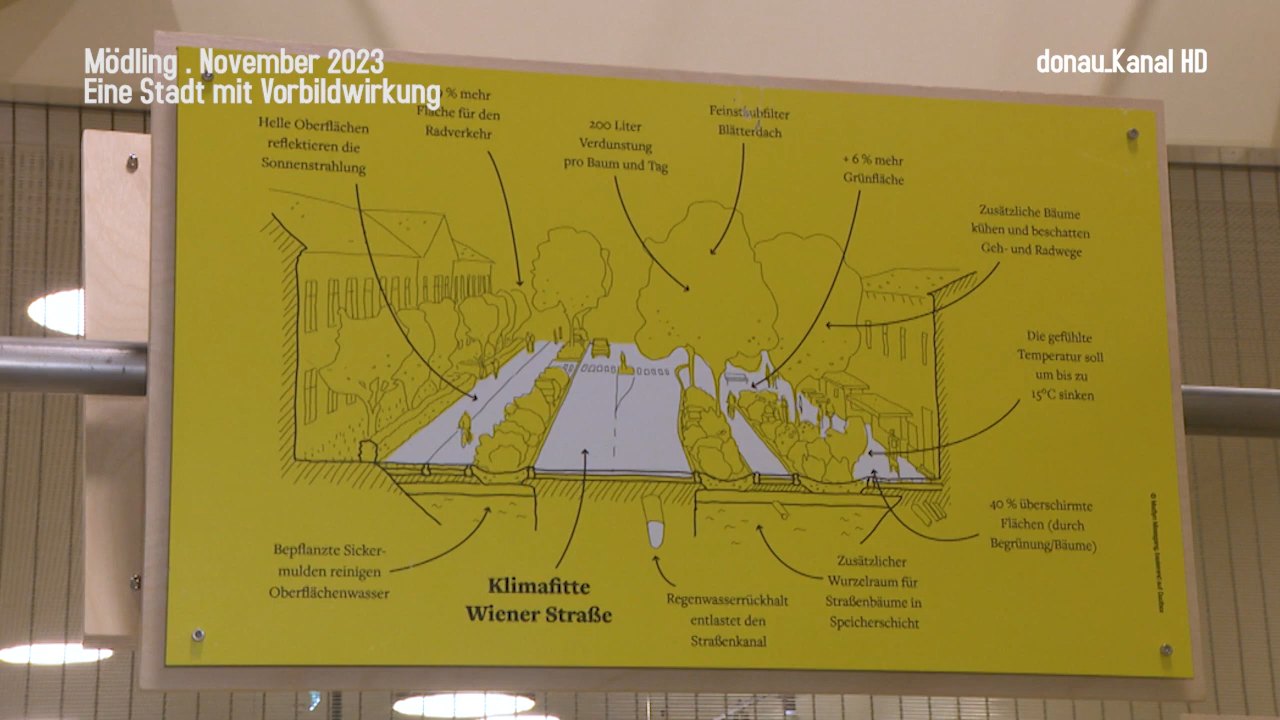 Mödling . November 2023
Eine Stadt mit Vorbildwirkung
donau_Kanal HD
Helle Oberflächen
reflektieren die
Sonnenstrahlung
% mehr
Fläche für den
Radverkehr
200 Liter
Verdunstung
pro Baum und Tag
Feinstaubfilter
Blätterdach
+ 6 % mehr
Grünfläche
Zusätzliche Bäume
kühen und beschatten
Geh- und Radwege
Die gefühlte
Temperatur soll
um bis zu
15°C sinken
40 % überschirmte
Flächen (durch
Begrünung/Bäume)
Bepflanzte Sicker-
mulden reinigen
Oberflächenwasser
Klimafitte
Wiener Straße
Regenwasserrückhalt
entlastet den
Straßenkanal
Zusätzlicher
Wurzelraum für
Straßenbäume in
Speicherschicht